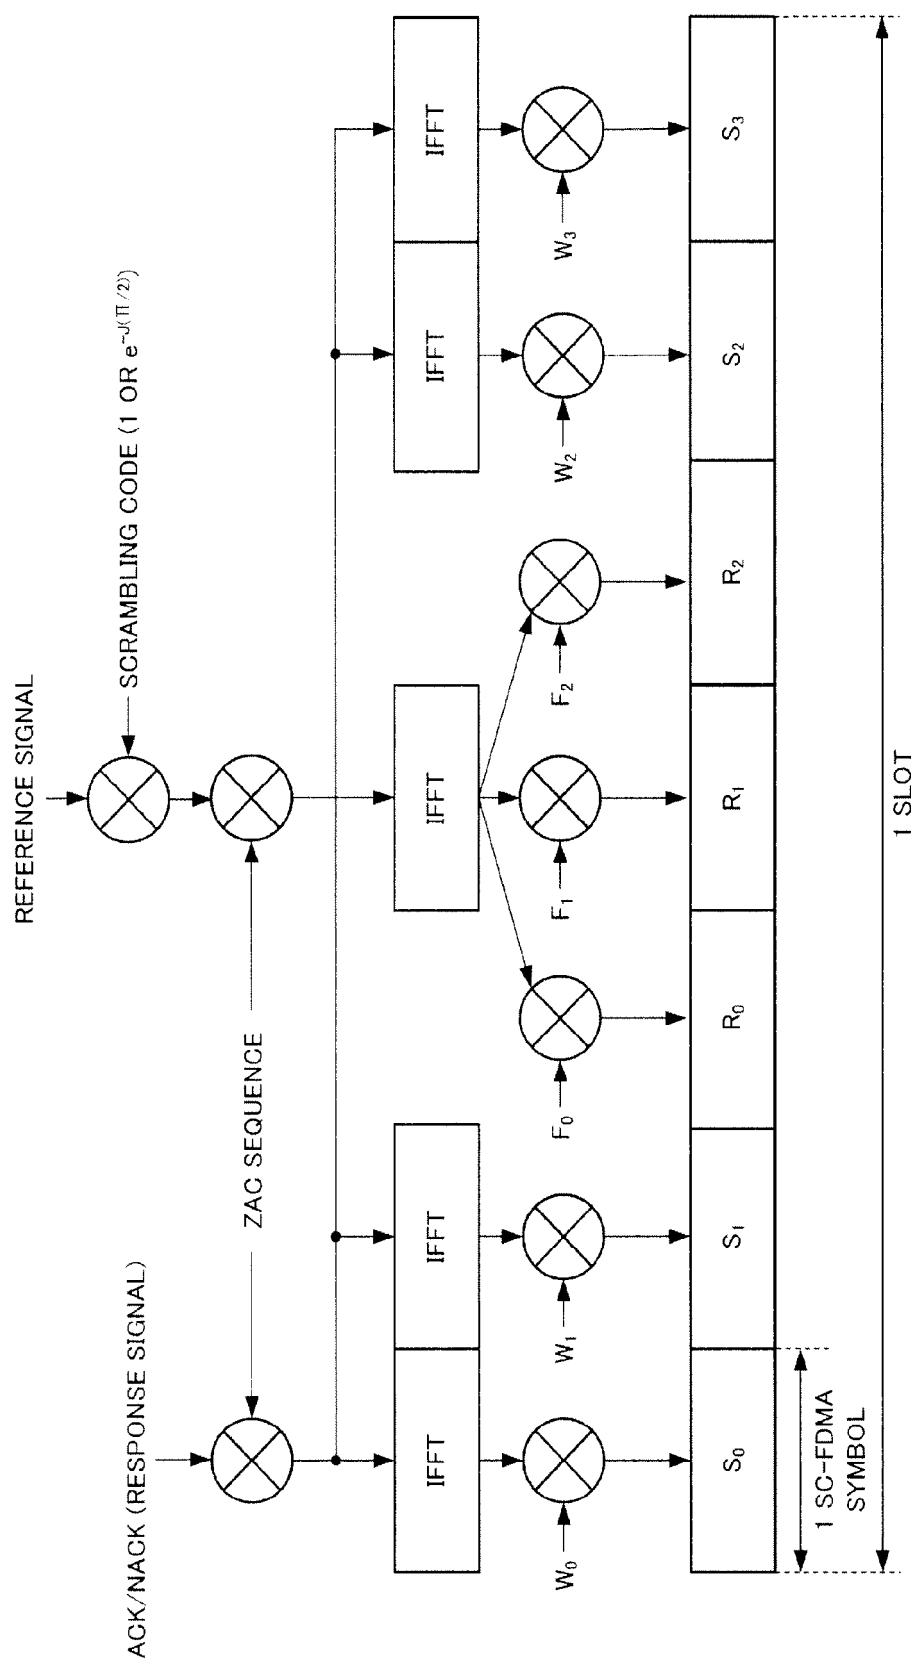 REFERENCE SIGNAL
SCRAMBLING CODE (1 OR e^-J(Π/2))
ACK/NACK (RESPONSE SIGNAL)
ZAC SEQUENCE
IFFT
IFFT
IFFT
IFFT
IFFT
W0
W1
F0
F1
F2
W2
W3
S0
S1
R0
R1
R2
S2
S3
1 SC-FDMA
SYMBOL
1 SLOT